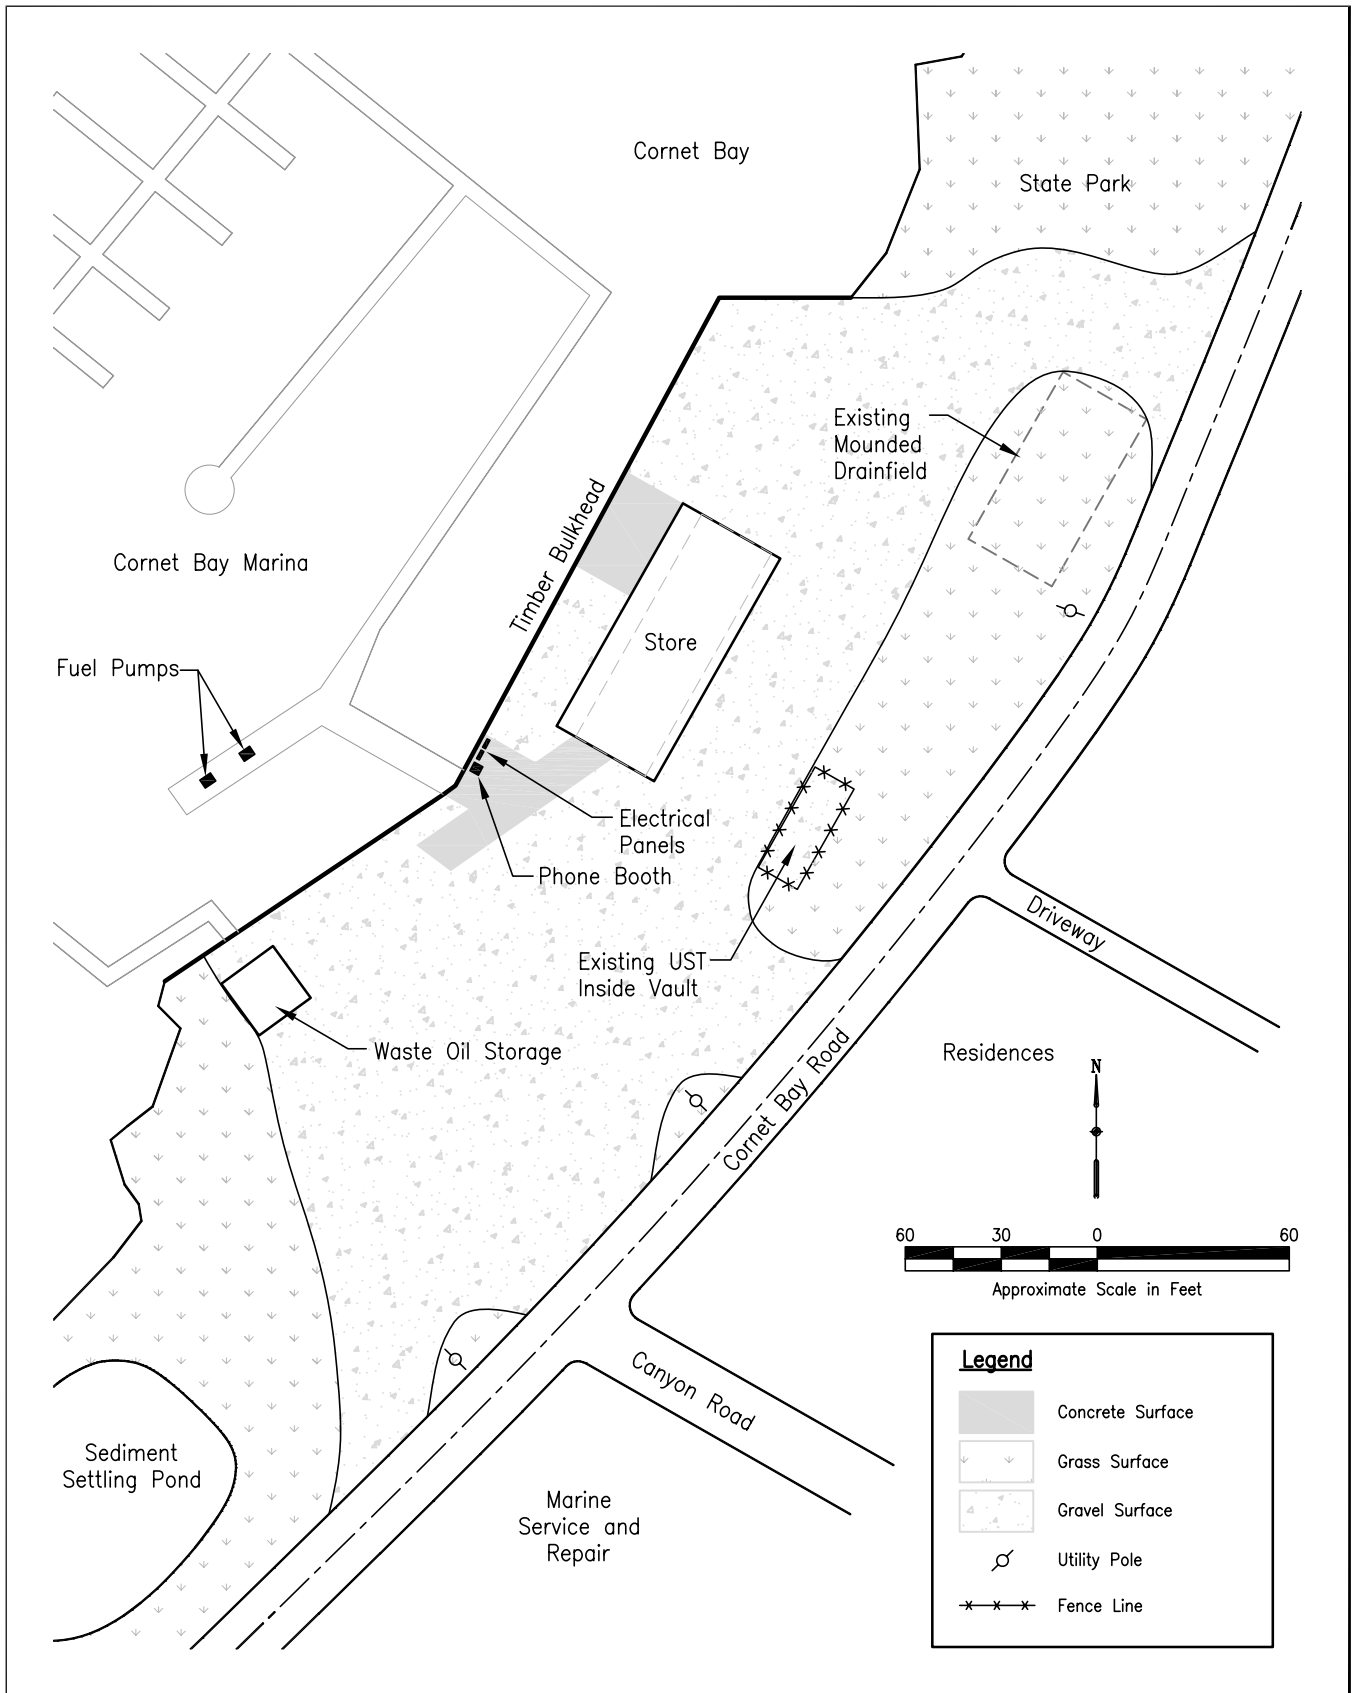 Cornet Bay
State Park
Existing
Mounded
Drainfield
Timber Bulkhead
Cornet Bay Marina
Store
Fuel Pumps
Electrical
Panels
Phone Booth
Driveway
Existing UST
Inside Vault
Waste Oil Storage
Cornet Bay Road
Residences
N
60 30 0 60
Approximate Scale in Feet
Canyon Road
Sediment
Settling Pond
Marine
Service and
Repair
Legend
Concrete Surface
Grass Surface
Gravel Surface
Utility Pole
Fence Line